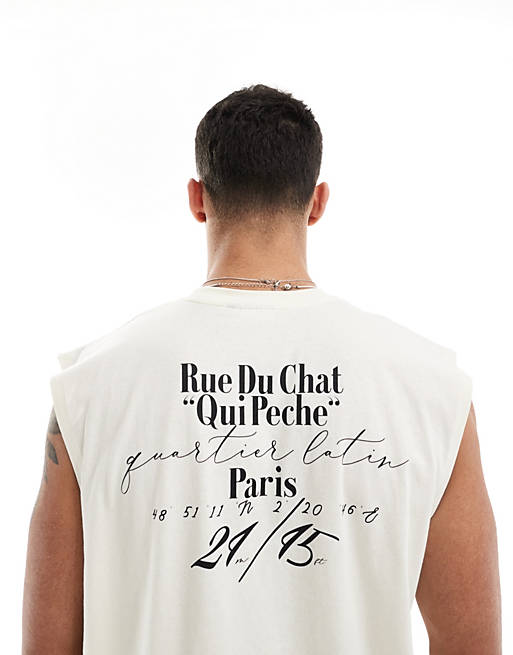 Rue Du Chat
“Qui Peche“
quartier latin
Paris
48° 51' 11" N 2° 20' 46" E
21m/15ft